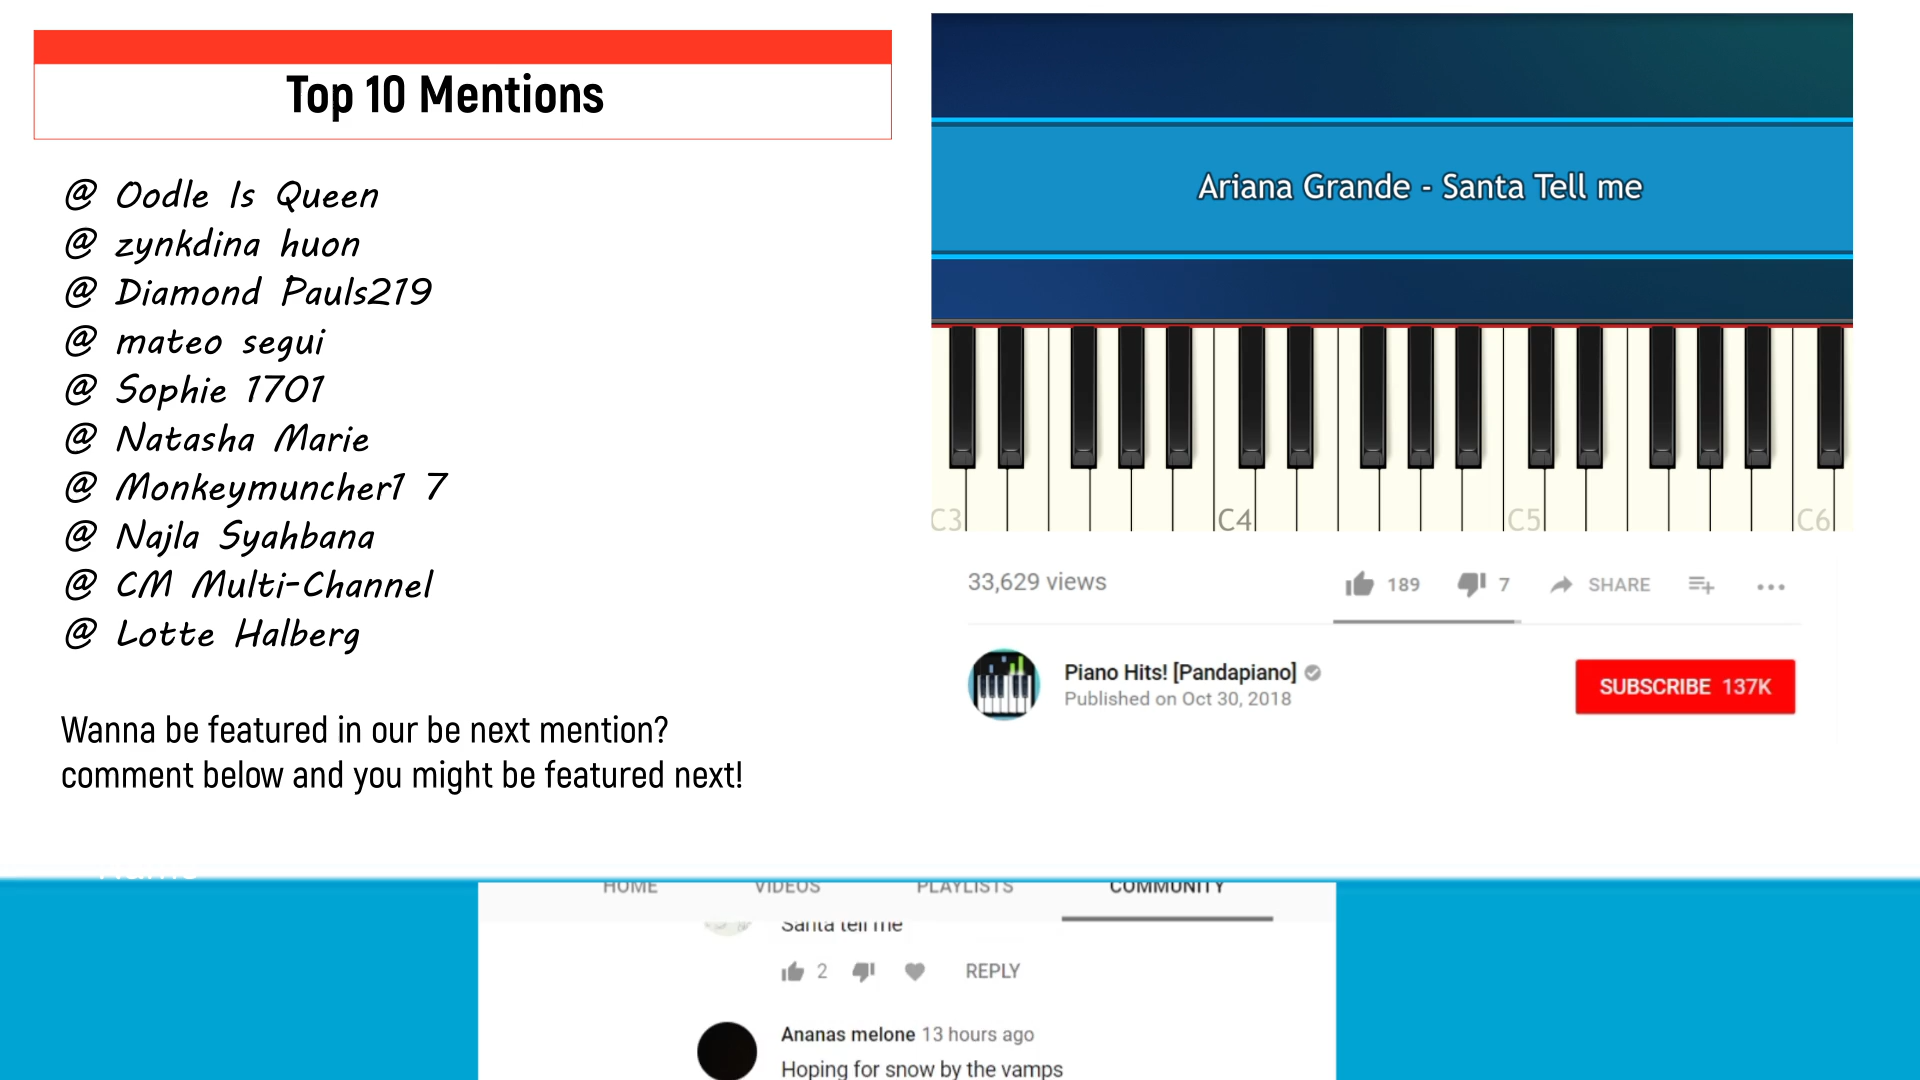 Top 10 Mentions
@ Oodle Is Queen
@ zynkdina huon
@ Diamond Pauls219
@ mateo segui
@ Sophie 1701
@ Natasha Marie
@ Monkeymuncher1 7
@ Najla Syahbana
@ CM Multi-Channel
@ Lotte Halberg
Wanna be featured in our be next mention?
comment below and you might be featured next!
Ariana Grande - Santa Tell me
C3 C4 C5 C6
33,629 views 189 7 SHARE
Piano Hits! [Pandapiano]
Published on Oct 30, 2018
SUBSCRIBE 137K
HOME VIDEOS PLAYLISTS COMMUNITY
Santa tell me
2 REPLY
Ananas melone 13 hours ago
Hoping for snow by the vamps